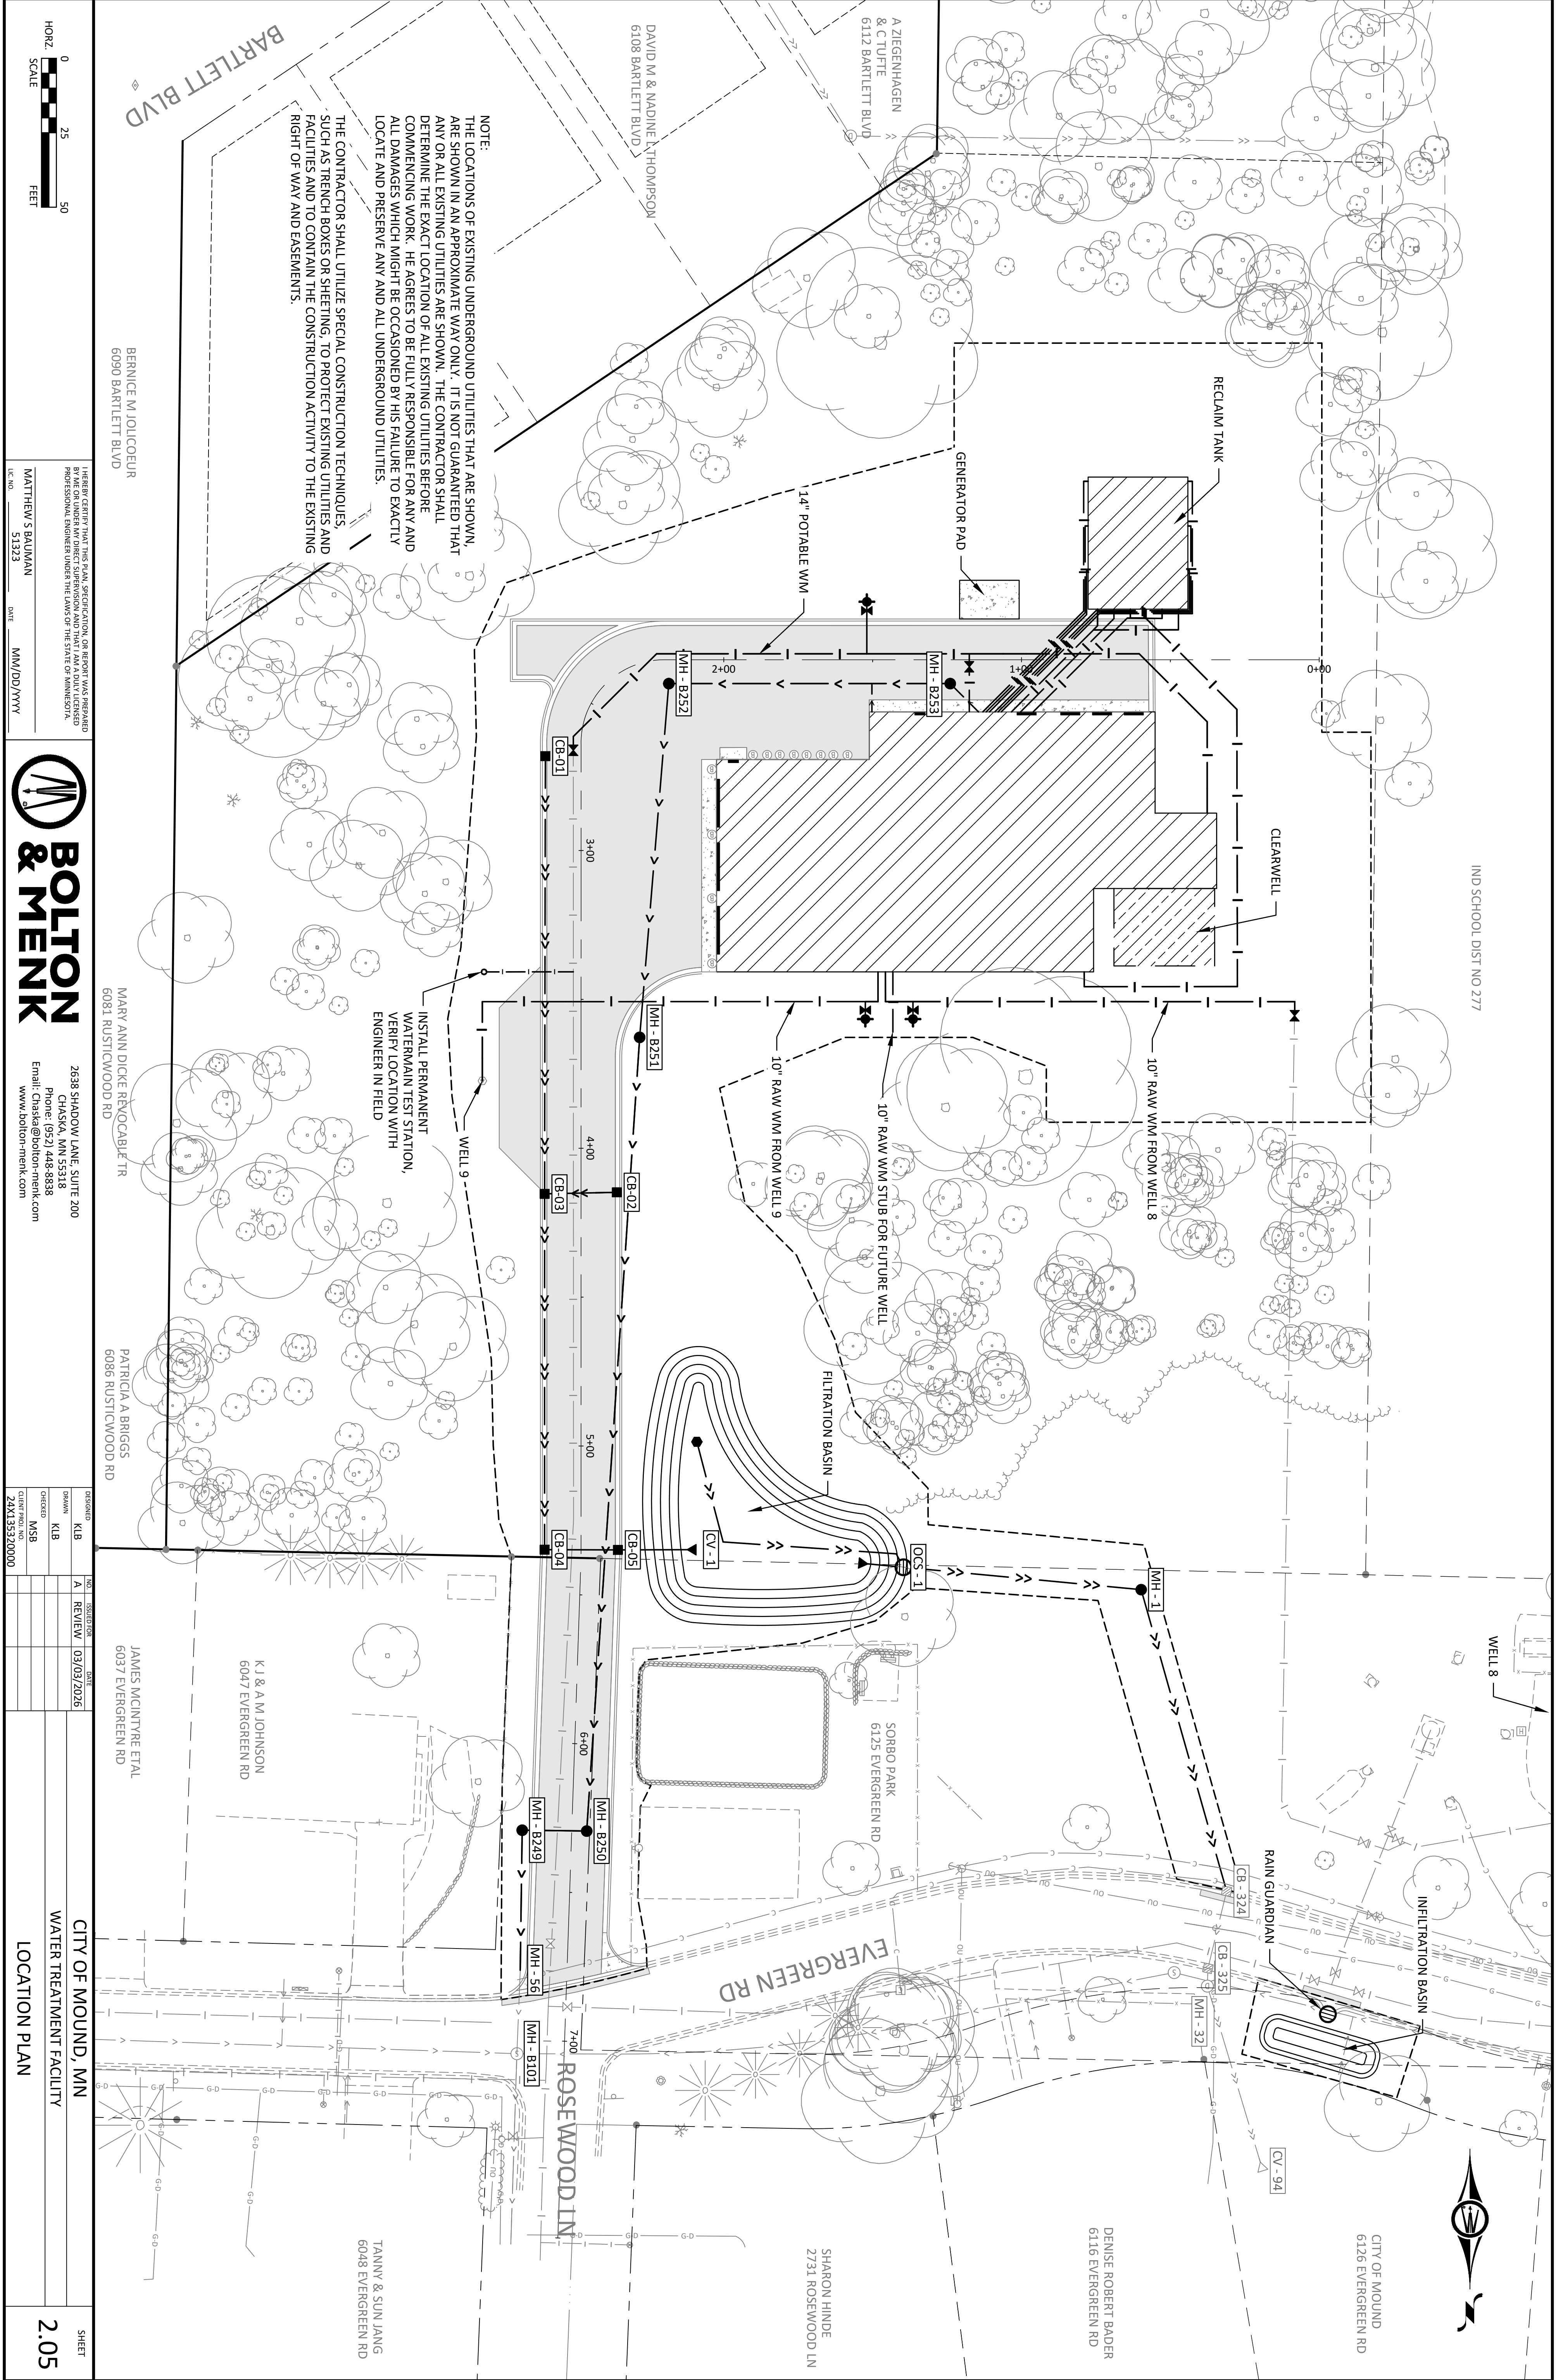 A ZIEGENHAGEN
& C TUFTE
6112 BARTLETT BLVD
DAVID M & NADINE L THOMPSON
6108 BARTLETT BLVD
BARTLETT BLVD
NOTE:
THE LOCATIONS OF EXISTING UNDERGROUND UTILITIES THAT ARE SHOWN,
ARE SHOWN IN AN APPROXIMATE WAY ONLY. IT IS NOT GUARANTEED THAT
ANY OR ALL EXISTING UTILITIES ARE SHOWN. THE CONTRACTOR SHALL
DETERMINE THE EXACT LOCATION OF ALL EXISTING UTILITIES BEFORE
COMMENCING WORK. HE AGREES TO BE FULLY RESPONSIBLE FOR ANY AND
ALL DAMAGES WHICH MIGHT BE OCCASIONED BY HIS FAILURE TO EXACTLY
LOCATE AND PRESERVE ANY AND ALL UNDERGROUND UTILITIES.
THE CONTRACTOR SHALL UTILIZE SPECIAL CONSTRUCTION TECHNIQUES,
SUCH AS TRENCH BOXES OR SHEETING, TO PROTECT EXISTING UTILITIES AND
FACILITIES AND TO CONTAIN THE CONSTRUCTION ACTIVITY TO THE EXISTING
RIGHT OF WAY AND EASEMENTS.
BERNICE M JOLICOEUR
6090 BARTLETT BLVD
RECLAIM TANK
GENERATOR PAD
14" POTABLE WM
0+00
1+00
2+00
MH - B253
MH - B252
CB-01
3+00
CLEARWELL
IND SCHOOL DIST NO 277
MH - B251
10" RAW WM FROM WELL 8
10" RAW WM STUB FOR FUTURE WELL
10" RAW WM FROM WELL 9
INSTALL PERMANENT
WATERMAIN TEST STATION,
VERIFY LOCATION WITH
ENGINEER IN FIELD
WELL 9
MARY ANN DICKE REVOCABLE TR
6081 RUSTICWOOD RD
4+00
CB-02
CB-03
PATRICIA A BRIGGS
6086 RUSTICWOOD RD
FILTRATION BASIN
5+00
CB-04
CB-05
CV - 1
OCS - 1
MH - 1
WELL 8
JAMES MCINTYRE ETAL
6037 EVERGREEN RD
K J & A M JOHNSON
6047 EVERGREEN RD
SORBO PARK
6125 EVERGREEN RD
6+00
MH - B250
MH - B249
CB - 324
RAIN GUARDIAN
INFILTRATION BASIN
EVERGREEN RD
MH - 56
CB - 325
MH - 32
MH - B101
7+00
ROSEWOOD LN
CV - 94
TANNY & SUN JANG
6048 EVERGREEN RD
SHARON HINDE
2731 ROSEWOOD LN
DENISE ROBERT BADER
6116 EVERGREEN RD
CITY OF MOUND
6126 EVERGREEN RD
0 25 50
HORZ.
SCALE FEET
I HEREBY CERTIFY THAT THIS PLAN, SPECIFICATION, OR REPORT WAS PREPARED
BY ME OR UNDER MY DIRECT SUPERVISION AND THAT I AM A DULY LICENSED
PROFESSIONAL ENGINEER UNDER THE LAWS OF THE STATE OF MINNESOTA.
MATTHEW S BAUMAN
LIC. NO. 51323 DATE MM/DD/YYYY
BOLTON
& MENK
2638 SHADOW LANE, SUITE 200
CHASKA, MN 55318
Phone: (952) 448-8838
Email: Chaska@bolton-menk.com
www.bolton-menk.com
DESIGNED
KLB
DRAWN
KLB
CHECKED
MSB
CLIENT PROJ. NO.
24X135320000
NO. ISSUED FOR DATE
A REVIEW 03/03/2026
CITY OF MOUND, MN
WATER TREATMENT FACILITY
LOCATION PLAN
SHEET
2.05